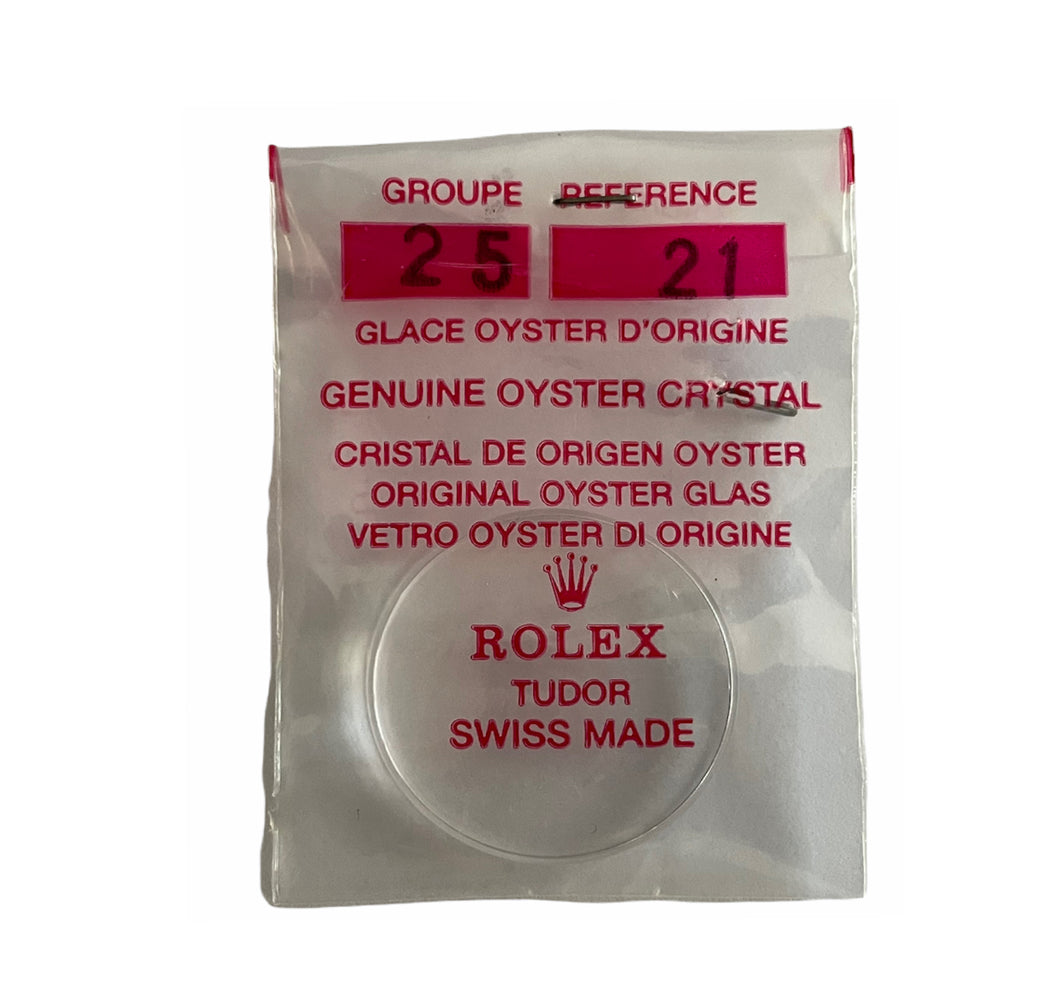 GROUPE REFERENCE
25 21
GLACE OYSTER D'ORIGINE
GENUINE OYSTER CRYSTAL
CRISTAL DE ORIGEN OYSTER
ORIGINAL OYSTER GLAS
VETRO OYSTER DI ORIGINE
ROLEX
TUDOR
SWISS MADE